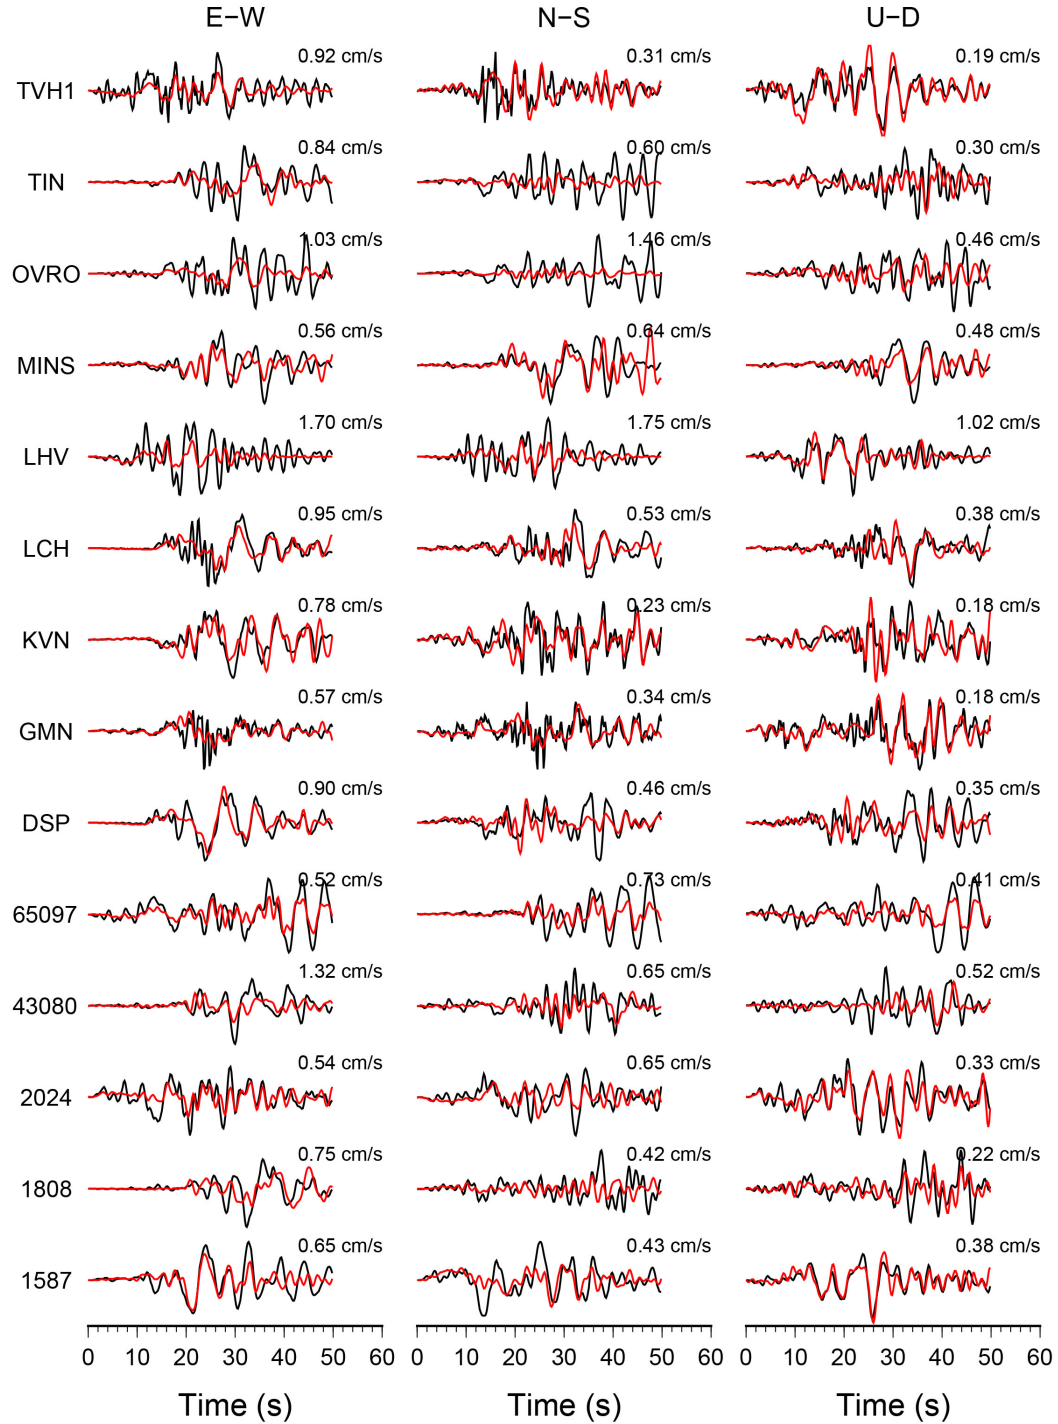 E−W N−S U−D
TVH1 0.92 cm/s 0.31 cm/s 0.19 cm/s
TIN 0.84 cm/s 0.60 cm/s 0.30 cm/s
OVRO 1.03 cm/s 1.46 cm/s 0.46 cm/s
MINS 0.56 cm/s 0.64 cm/s 0.48 cm/s
LHV 1.70 cm/s 1.75 cm/s 1.02 cm/s
LCH 0.95 cm/s 0.53 cm/s 0.38 cm/s
KVN 0.78 cm/s 0.23 cm/s 0.18 cm/s
GMN 0.57 cm/s 0.34 cm/s 0.18 cm/s
DSP 0.90 cm/s 0.46 cm/s 0.35 cm/s
65097 0.52 cm/s 0.73 cm/s 0.41 cm/s
43080 1.32 cm/s 0.65 cm/s 0.52 cm/s
2024 0.54 cm/s 0.65 cm/s 0.33 cm/s
1808 0.75 cm/s 0.42 cm/s 0.22 cm/s
1587 0.65 cm/s 0.43 cm/s 0.38 cm/s
0 10 20 30 40 50 60 0 10 20 30 40 50 60 0 10 20 30 40 50 60
Time (s) Time (s) Time (s)